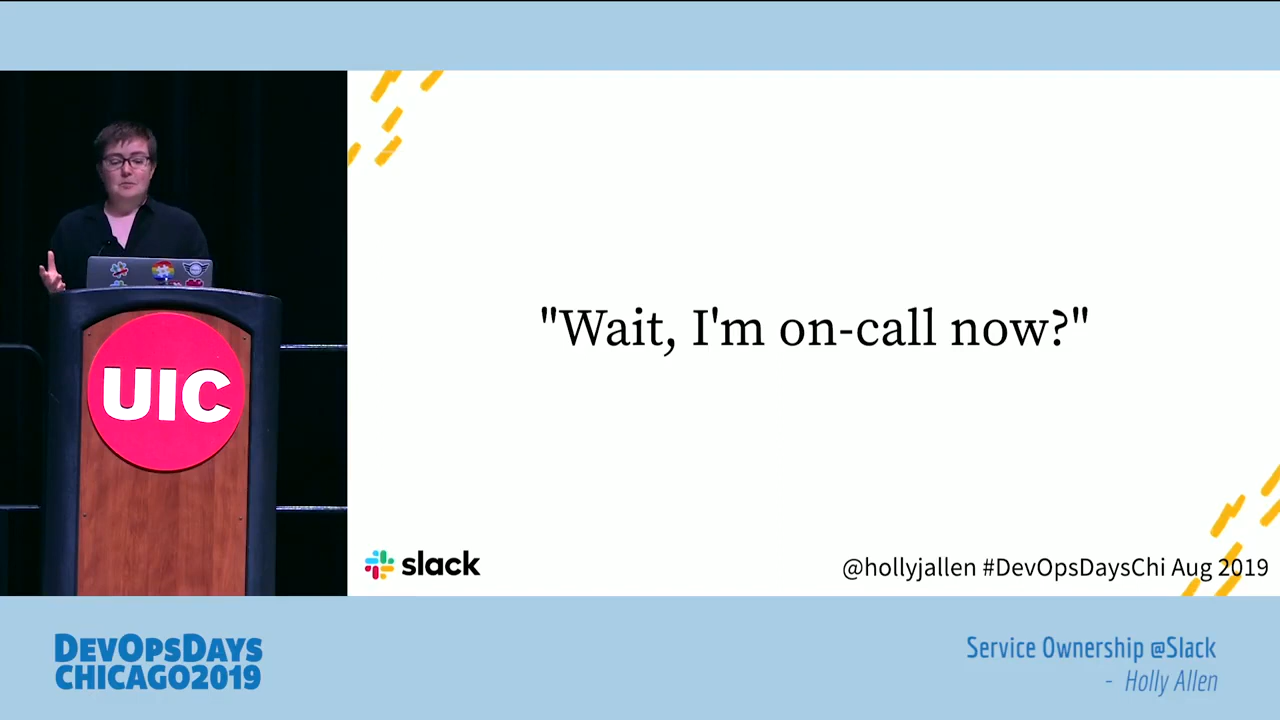 "Wait, I'm on-call now?"
UIC
slack
@hollyjallen #DevOpsDaysChi Aug 2019
DEVOPSDAYS
CHICAGO2019
Service Ownership @Slack
- Holly Allen